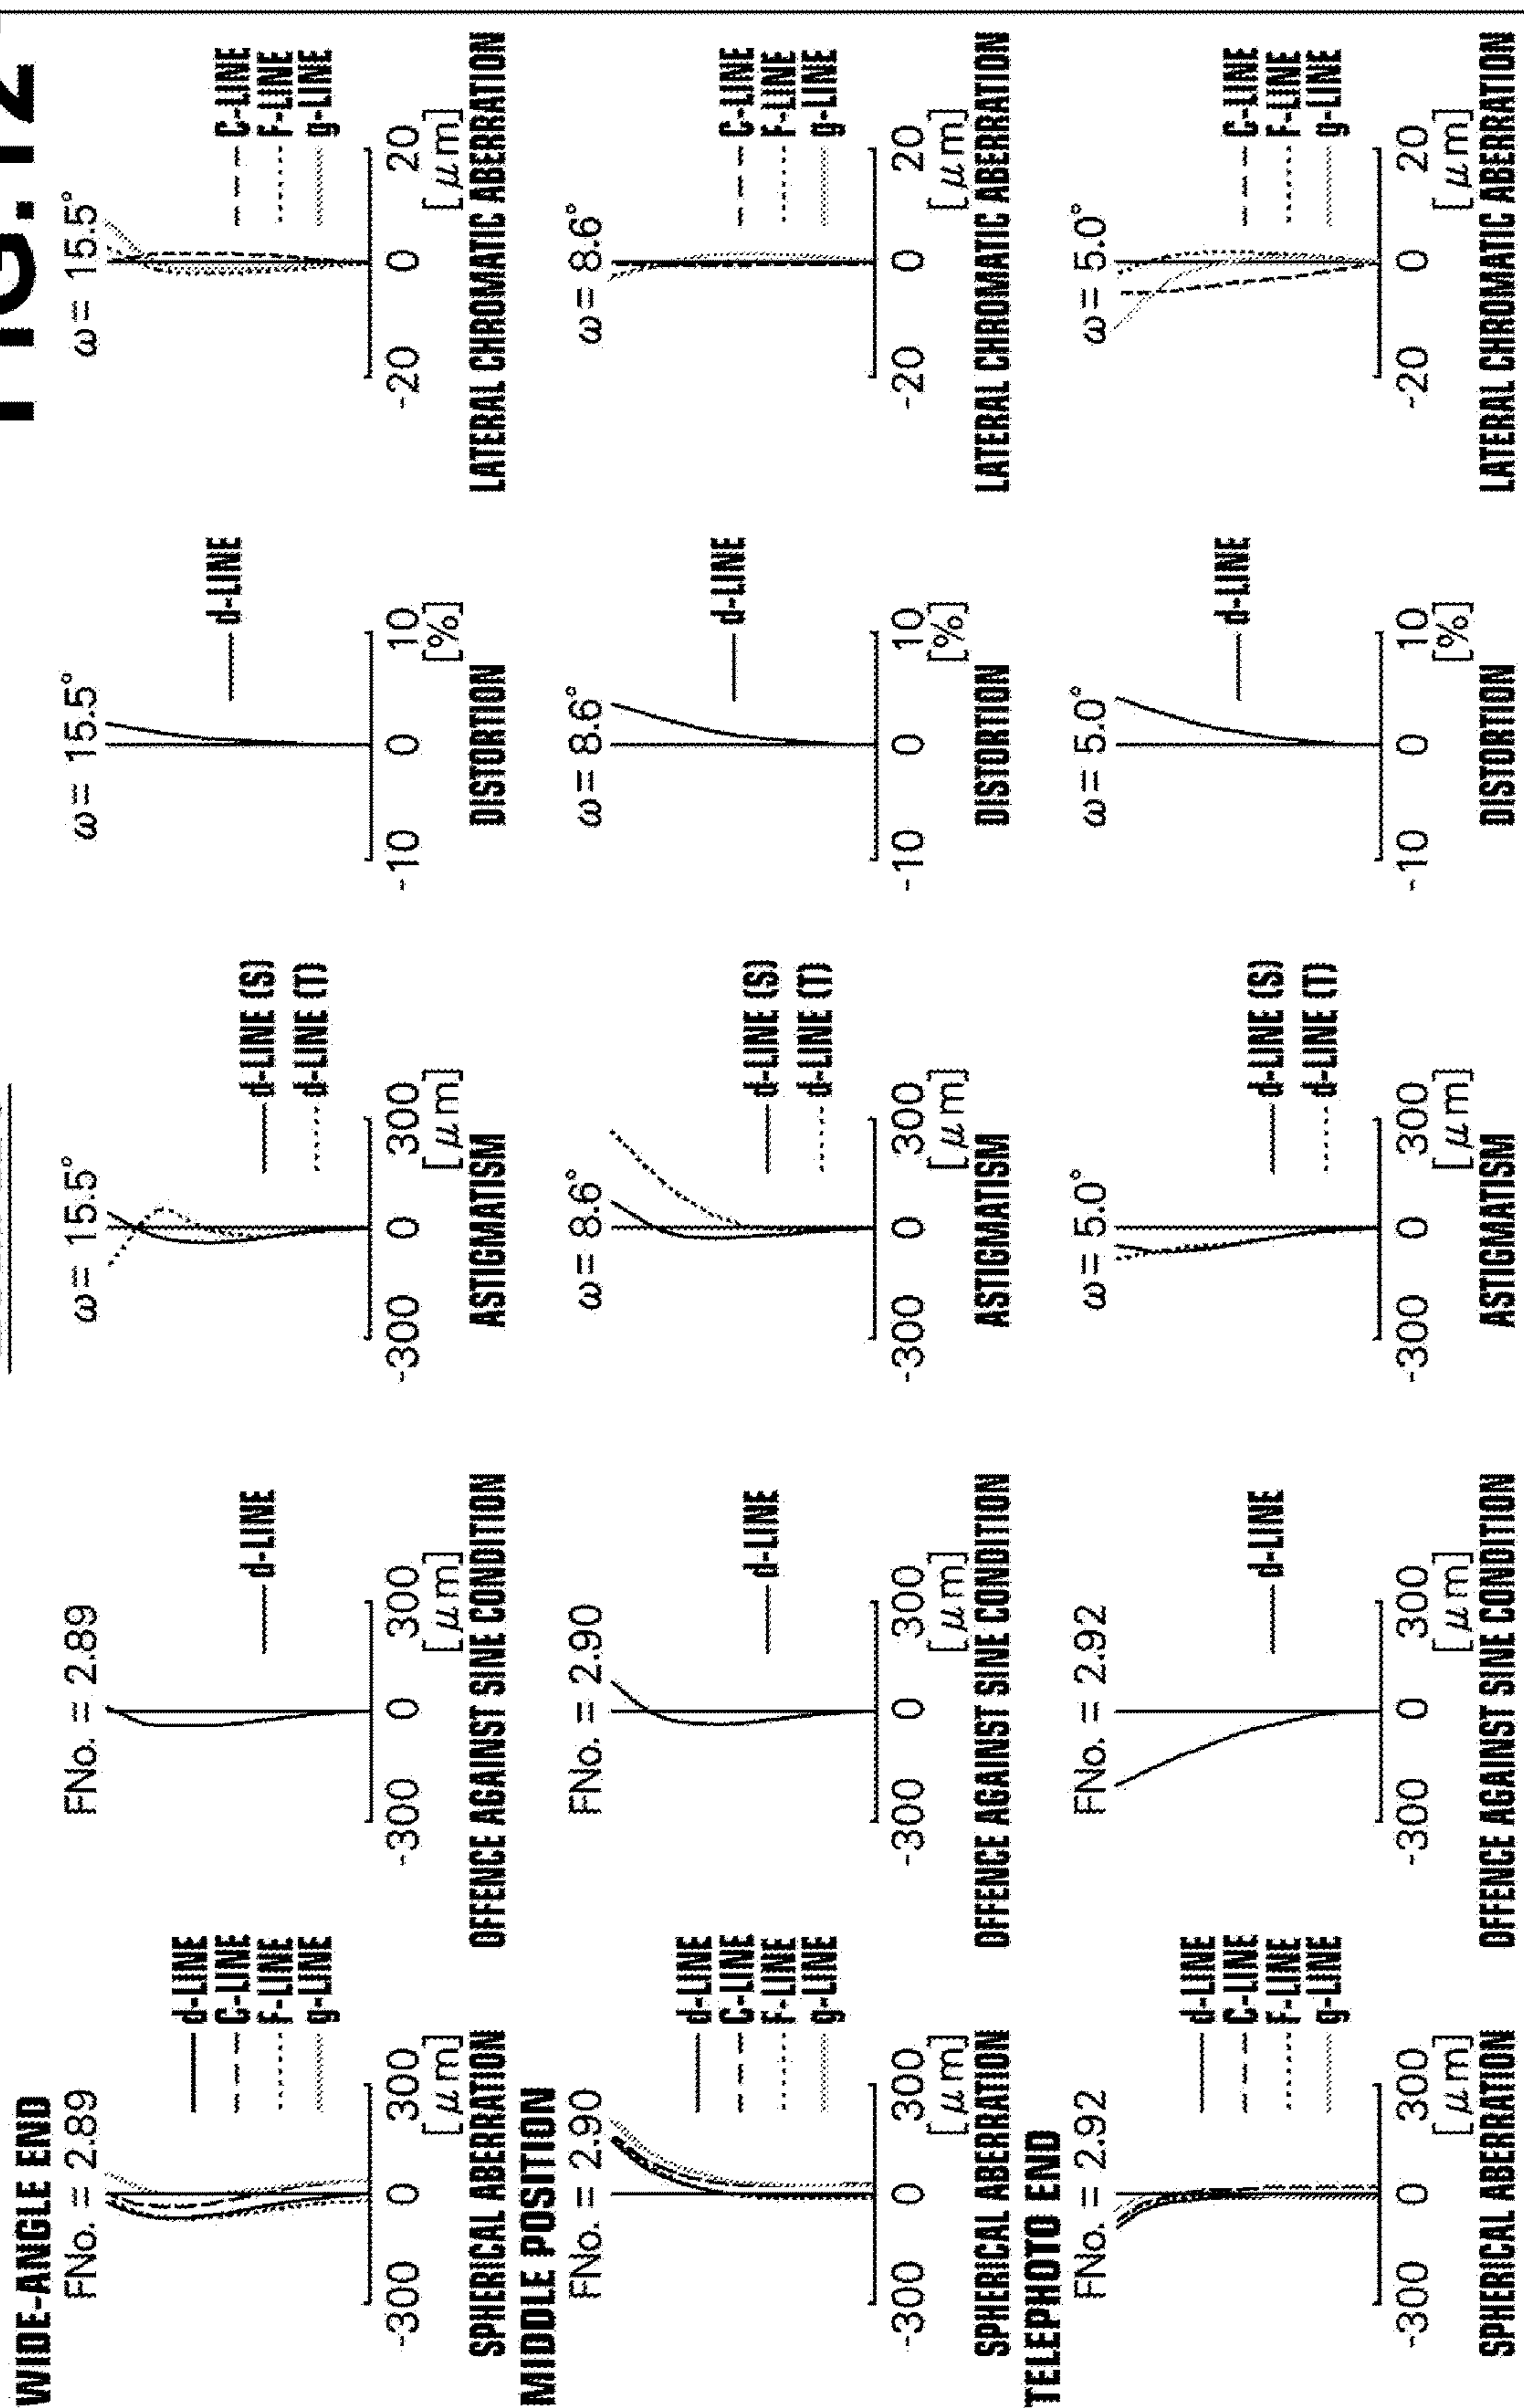 WIDE-ANGLE END
FNo. = 2.89
d-LINE
C-LINE
F-LINE
g-LINE
-300 0 300
[μm]
SPHERICAL ABERRATION
FNo. = 2.89
d-LINE
-300 0 300
[μm]
OFFENCE AGAINST SINE CONDITION
ω= 15.5°
d-LINE (S)
d-LINE (T)
-300 0 300
[μm]
ASTIGMATISM
ω= 15.5°
d-LINE
-10 0 10
[%]
DISTORTION
ω= 15.5°
C-LINE
F-LINE
g-LINE
-20 0 20
[μm]
LATERAL CHROMATIC ABERRATION
MIDDLE POSITION
FNo. = 2.90
d-LINE
C-LINE
F-LINE
g-LINE
-300 0 300
[μm]
SPHERICAL ABERRATION
FNo. = 2.90
d-LINE
-300 0 300
[μm]
OFFENCE AGAINST SINE CONDITION
ω= 8.6°
d-LINE (S)
d-LINE (T)
-300 0 300
[μm]
ASTIGMATISM
ω= 8.6°
d-LINE
-10 0 10
[%]
DISTORTION
ω= 8.6°
C-LINE
F-LINE
g-LINE
-20 0 20
[μm]
LATERAL CHROMATIC ABERRATION
TELEPHOTO END
FNo. = 2.92
d-LINE
C-LINE
F-LINE
g-LINE
-300 0 300
[μm]
SPHERICAL ABERRATION
FNo. = 2.92
d-LINE
-300 0 300
[μm]
OFFENCE AGAINST SINE CONDITION
ω= 5.0°
d-LINE (S)
d-LINE (T)
-300 0 300
[μm]
ASTIGMATISM
ω= 5.0°
d-LINE
-10 0 10
[%]
DISTORTION
ω= 5.0°
C-LINE
F-LINE
g-LINE
-20 0 20
[μm]
LATERAL CHROMATIC ABERRATION